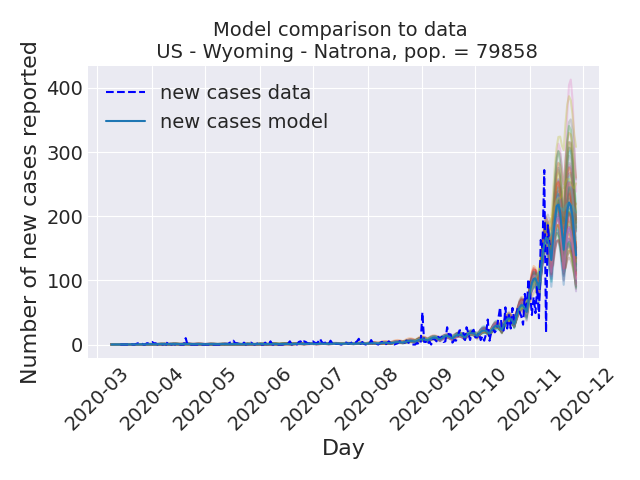 Model comparison to data
US - Wyoming - Natrona, pop. = 79858
new cases data
new cases model
Number of new cases reported
400
300
200
100
0
2020-03
2020-04
2020-05
2020-06
2020-07
2020-08
2020-09
2020-10
2020-11
2020-12
Day